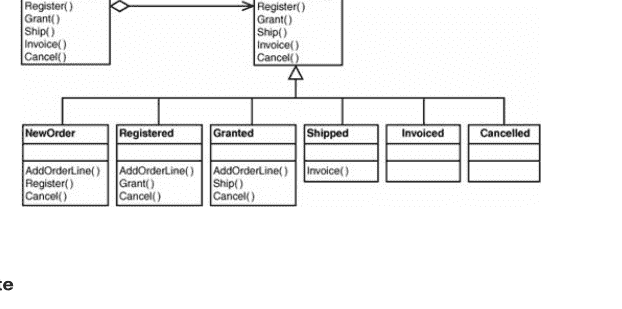 Register()
Grant()
Ship()
Invoice()
Cancel()
Register()
Grant()
Ship()
Invoice()
Cancel()
NewOrder
AddOrderLine()
Register()
Cancel()
Registered
AddOrderLine()
Grant()
Cancel()
Granted
AddOrderLine()
Ship()
Cancel()
Shipped
Invoice()
Invoiced
Cancelled
te